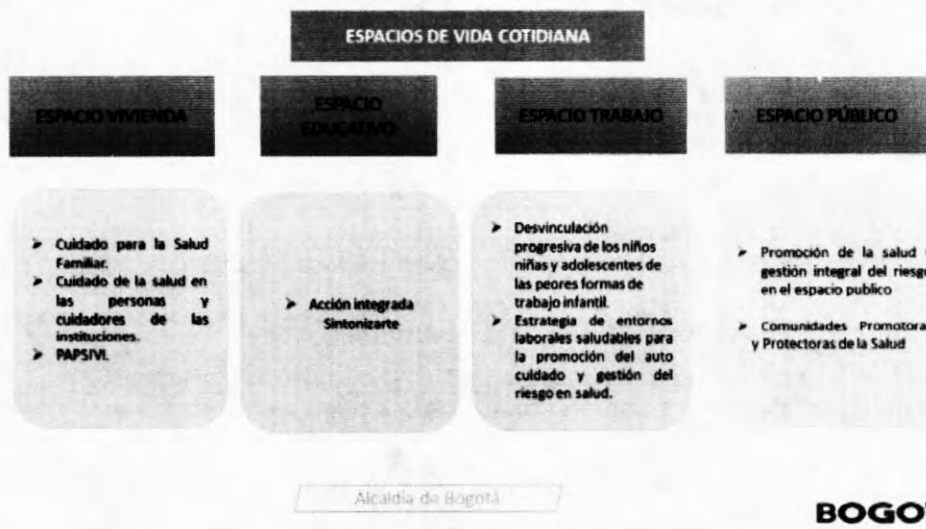 ESPACIOS DE VIDA COTIDIANA
ESPACIO VIVIENDA
ESPACIO
EDUCATIVO
ESPACIO TRABAJO
ESPACIO PÚBLICO
➢ Cuidado para la Salud
Familiar.
➢ Cuidado de la salud en
las personas y
cuidadores de las
instituciones.
➢ PAPSIVI.
➢ Acción integrada
Sintonizarte
➢ Desvinculación
progresiva de los niños
niñas y adolescentes de
las peores formas de
trabajo infantil.
➢ Estrategia de entornos
laborales saludables para
la promoción del auto
cuidado y gestión del
riesgo en salud.
➢ Promoción de la salud
gestión integral del riesgo
en el espacio publico
➢ Comunidades Promotora
y Protectoras de la Salud
Alcaldía de Bogotá
BOGO